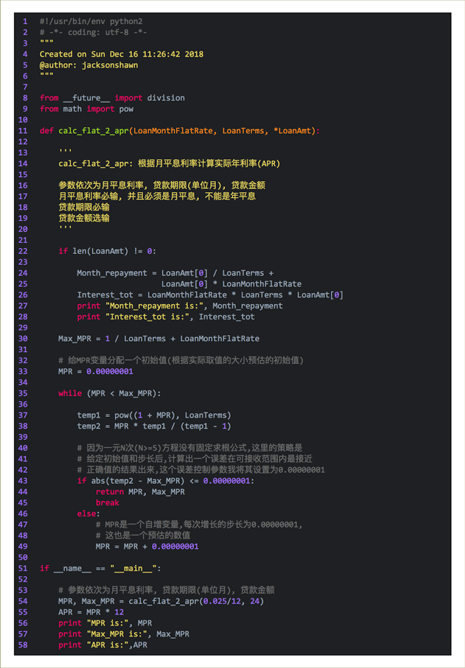 1 #!/usr/bin/env python2
2 # -*- coding: utf-8 -*-
3 """
4 Created on Sun Dec 16 11:26:42 2018
5 @author: jacksonshawn
6 """
7
8 from __future__ import division
9 from math import pow
10
11 def calc_flat_2_apr(LoanMonthFlatRate, LoanTerms, *LoanAmt):
12
13 '''
14 calc_flat_2_apr: 根据月平息利率计算实际年利率(APR)
15
16 参数依次为月平息利率, 贷款期限(单位月), 贷款金额
17 月平息利率必输, 并且必须是月平息, 不能是年平息
18 贷款期限必输
19 贷款金额选输
20 '''
21
22 if len(LoanAmt) != 0:
23
24 Month_repayment = LoanAmt[0] / LoanTerms +
25 LoanAmt[0] * LoanMonthFlatRate
26 Interest_tot = LoanMonthFlatRate * LoanTerms * LoanAmt[0]
27 print "Month_repayment is:", Month_repayment
28 print "Interest_tot is:", Interest_tot
29
30 Max_MPR = 1 / LoanTerms + LoanMonthFlatRate
31
32 # 给MPR变量分配一个初始值(根据实际取值的大小预估的初始值)
33 MPR = 0.00000001
34
35 while (MPR < Max_MPR):
36
37 temp1 = pow((1 + MPR), LoanTerms)
38 temp2 = MPR * temp1 / (temp1 - 1)
39
40 # 因为一元N次(N>=5)方程没有固定求根公式,这里的策略是
41 # 给定初始值和步长后,计算出一个误差在可接收范围内最接近
42 # 正确值的结果出来,这个误差控制参数我将其设置为0.00000001
43 if abs(temp2 - Max_MPR) <= 0.00000001:
44 return MPR, Max_MPR
45 break
46 else:
47 # MPR是一个自增变量,每次增长的步长为0.00000001,
48 # 这也是一个预估的数值
49 MPR = MPR + 0.00000001
50
51 if __name__ == "__main__":
52
53 # 参数依次为月平息利率, 贷款期限(单位月), 贷款金额
54 MPR, Max_MPR = calc_flat_2_apr(0.025/12, 24)
55 APR = MPR * 12
56 print "MPR is:", MPR
57 print "Max_MPR is:", Max_MPR
58 print "APR is:",APR